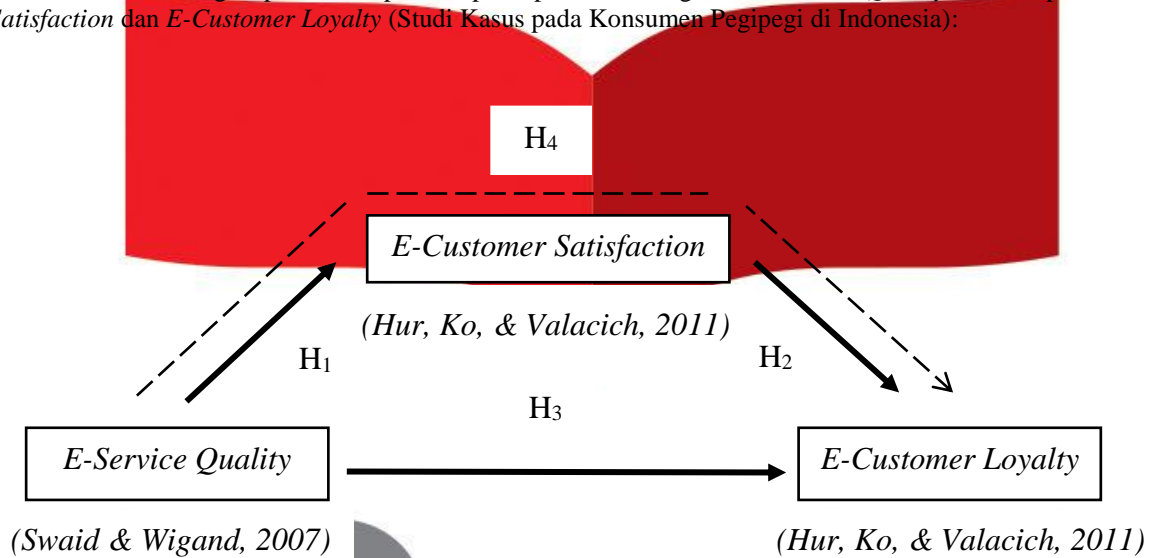 Satisfaction dan E-Customer Loyalty (Studi Kasus pada Konsumen Pegipegi di Indonesia):
H4
E-Customer Satisfaction
(Hur, Ko, & Valacich, 2011)
H1
H2
H3
E-Service Quality
E-Customer Loyalty
(Swaid & Wigand, 2007)
(Hur, Ko, & Valacich, 2011)